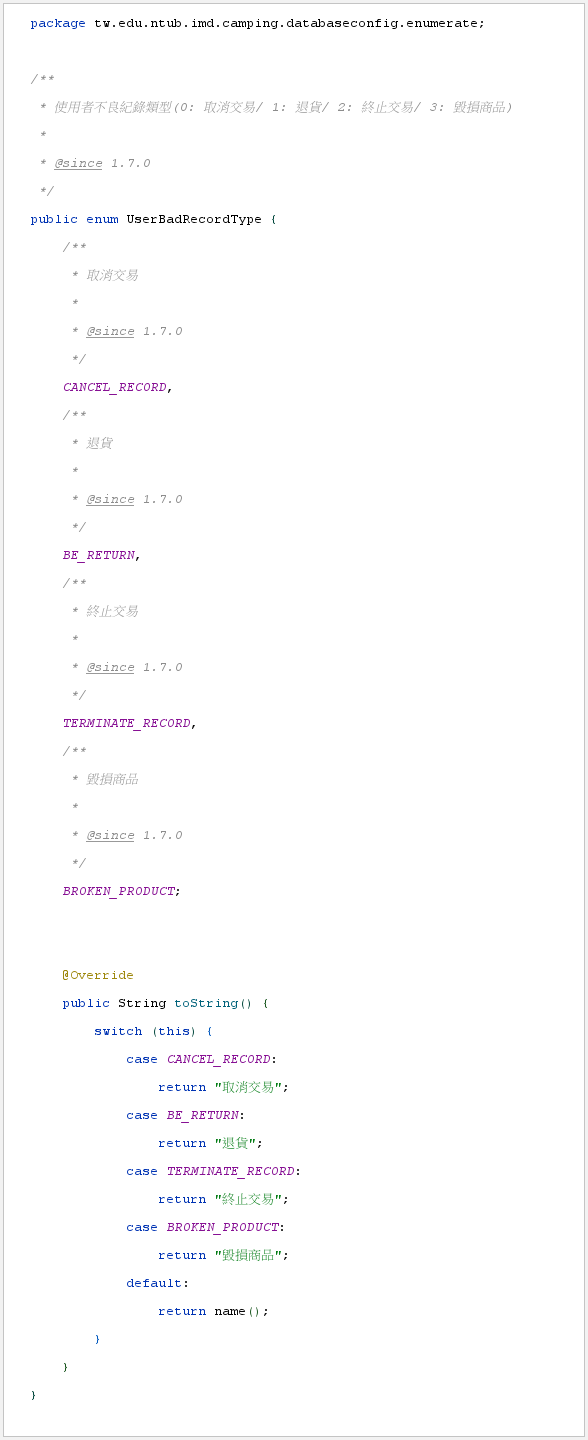 package tw.edu.ntub.imd.camping.databaseconfig.enumerate;
/**
 * 使用者不良紀錄類型(0: 取消交易/ 1: 退貨/ 2: 終止交易/ 3: 毀損商品)
 *
 * @since 1.7.0
 */
public enum UserBadRecordType {
    /**
     * 取消交易
     *
     * @since 1.7.0
     */
    CANCEL_RECORD,
    /**
     * 退貨
     *
     * @since 1.7.0
     */
    BE_RETURN,
    /**
     * 終止交易
     *
     * @since 1.7.0
     */
    TERMINATE_RECORD,
    /**
     * 毀損商品
     *
     * @since 1.7.0
     */
    BROKEN_PRODUCT;
    @Override
    public String toString() {
        switch (this) {
            case CANCEL_RECORD:
                return "取消交易";
            case BE_RETURN:
                return "退貨";
            case TERMINATE_RECORD:
                return "終止交易";
            case BROKEN_PRODUCT:
                return "毀損商品";
            default:
                return name();
        }
    }
}